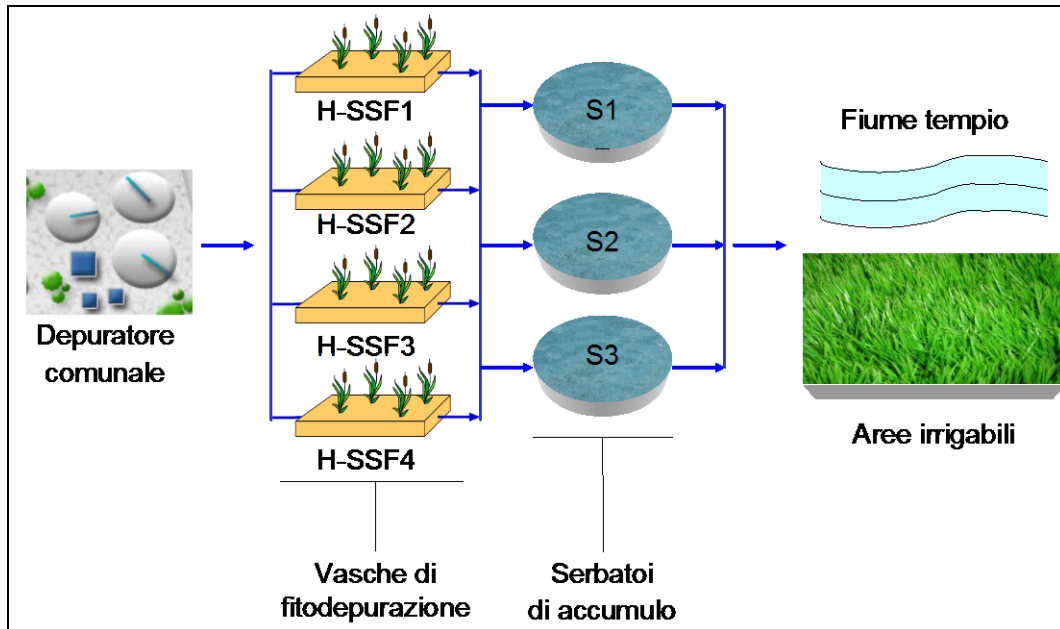 H-SSF1
H-SSF2
H-SSF3
H-SSF4
S1
S2
S3
Depuratore
comunale
Fiume tempio
Aree irrigabili
Vasche di
fitodepurazione
Serbatoi
di accumulo